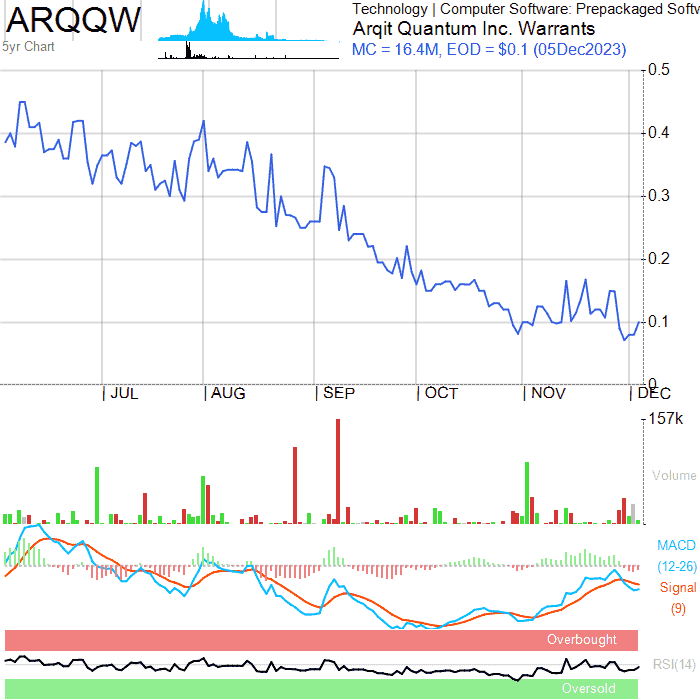 ARQQW
5yr Chart
Technology | Computer Software: Prepackaged Softw
Arqit Quantum Inc. Warrants
MC = 16.4M, EOD = $0.1 (05Dec2023)
0.5
0.4
0.3
0.2
0.1
0
JUL AUG SEP OCT NOV DEC
157k
Volume
MACD
(12-26)
Signal
(9)
Overbought
RSI(14)
Oversold